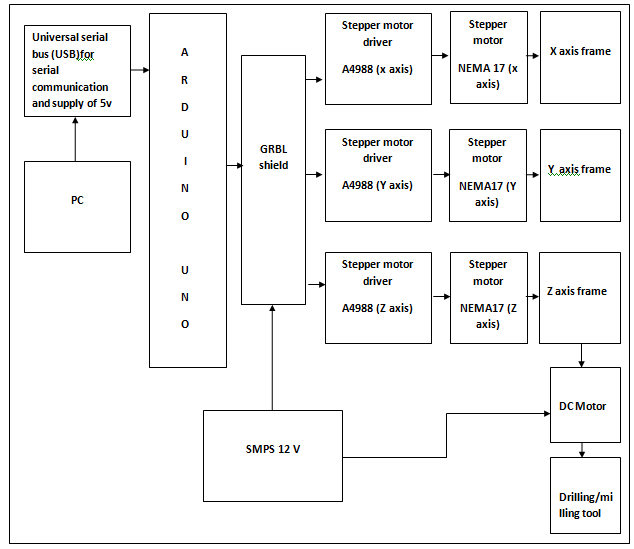 Universal serial
bus (USB)for
serial
communication
and supply of 5v
PC
A
R
D
U
I
N
O
U
N
O
GRBL
shield
Stepper motor
driver
A4988 (x axis)
Stepper
motor
NEMA 17 (x
axis)
X axis frame
Stepper motor
driver
A4988 (Y axis)
Stepper
motor
NEMA17 (Y
axis)
Y axis frame
Stepper motor
driver
A4988 (Z axis)
Stepper
motor
NEMA17 (Z
axis)
Z axis frame
SMPS 12 V
DC Motor
Drilling/mi
lling tool